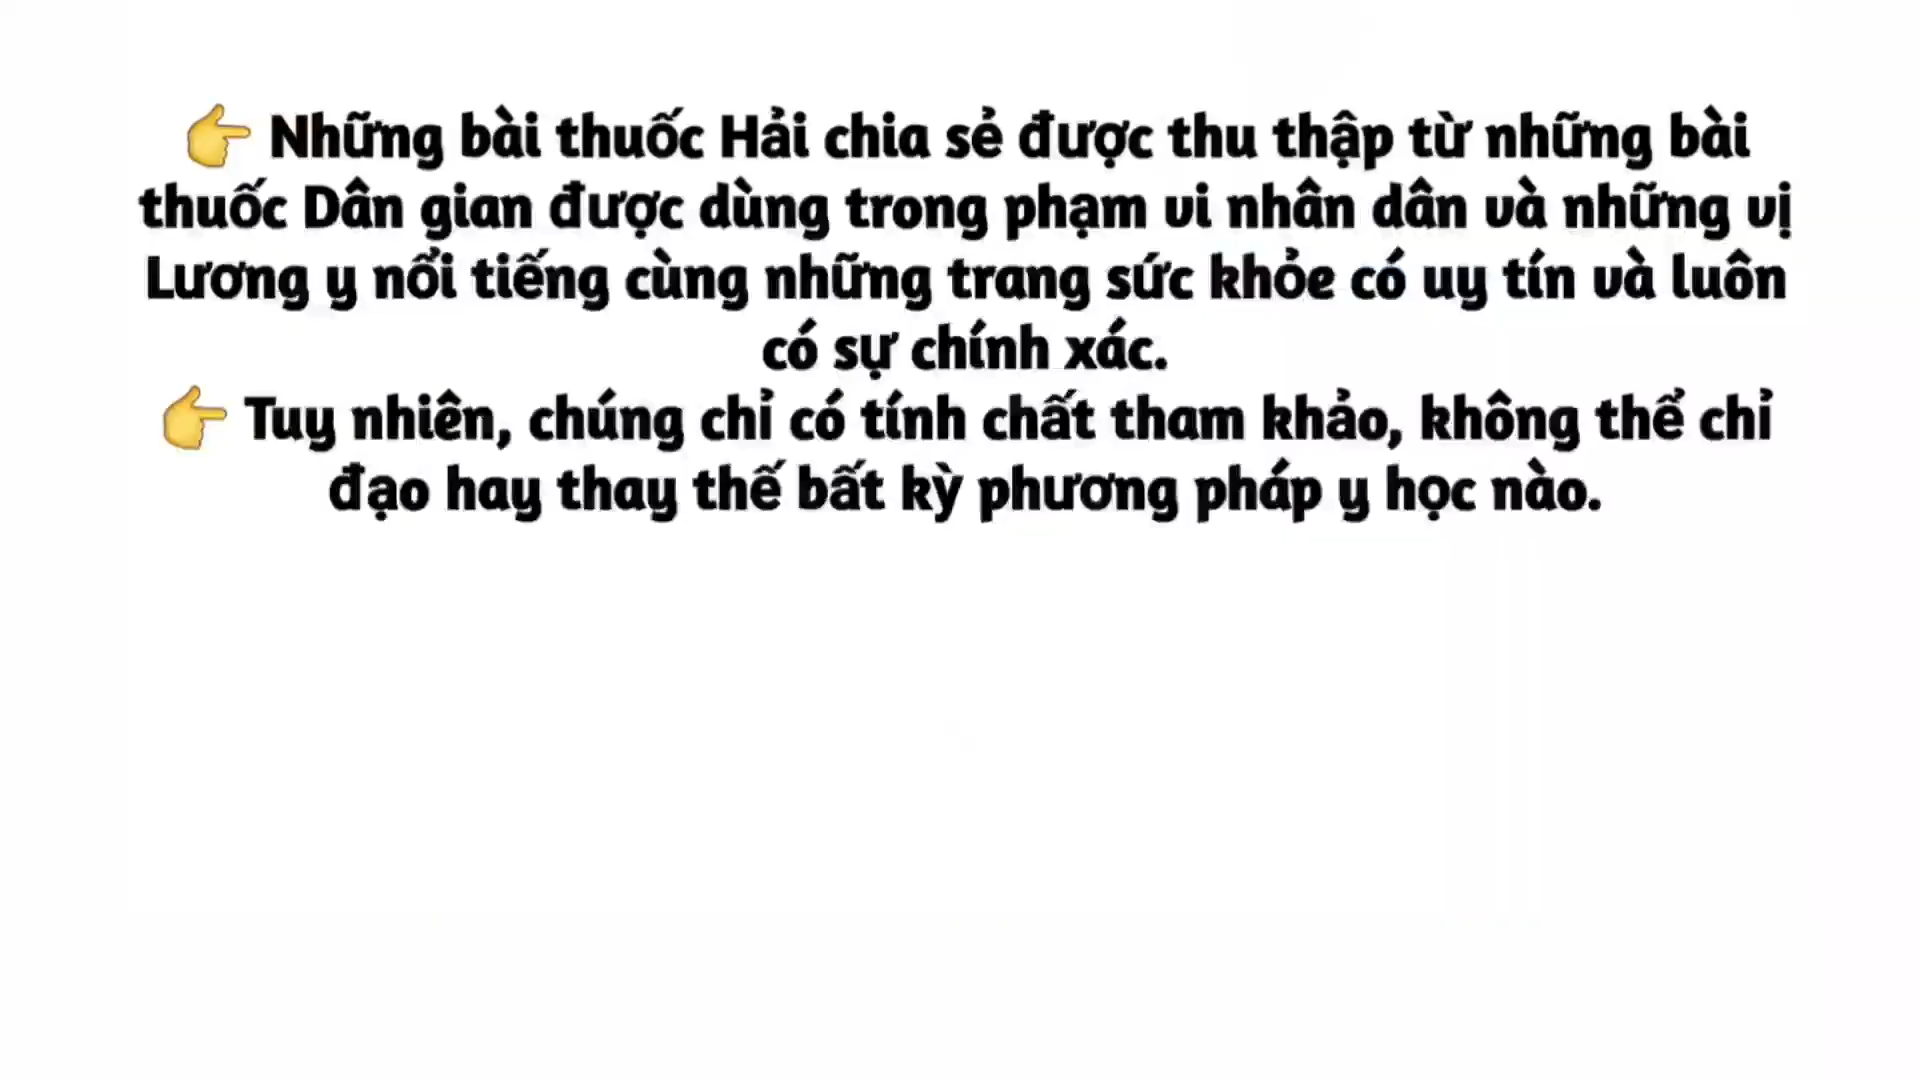 👉 Những bài thuốc Hải chia sẻ được thu thập từ những bài
thuốc Dân gian được dùng trong phạm vi nhân dân và những vị
Lương y nổi tiếng cùng những trang sức khỏe có uy tín và luôn
có sự chính xác.
👉 Tuy nhiên, chúng chỉ có tính chất tham khảo, không thể chỉ
đạo hay thay thế bất kỳ phương pháp y học nào.